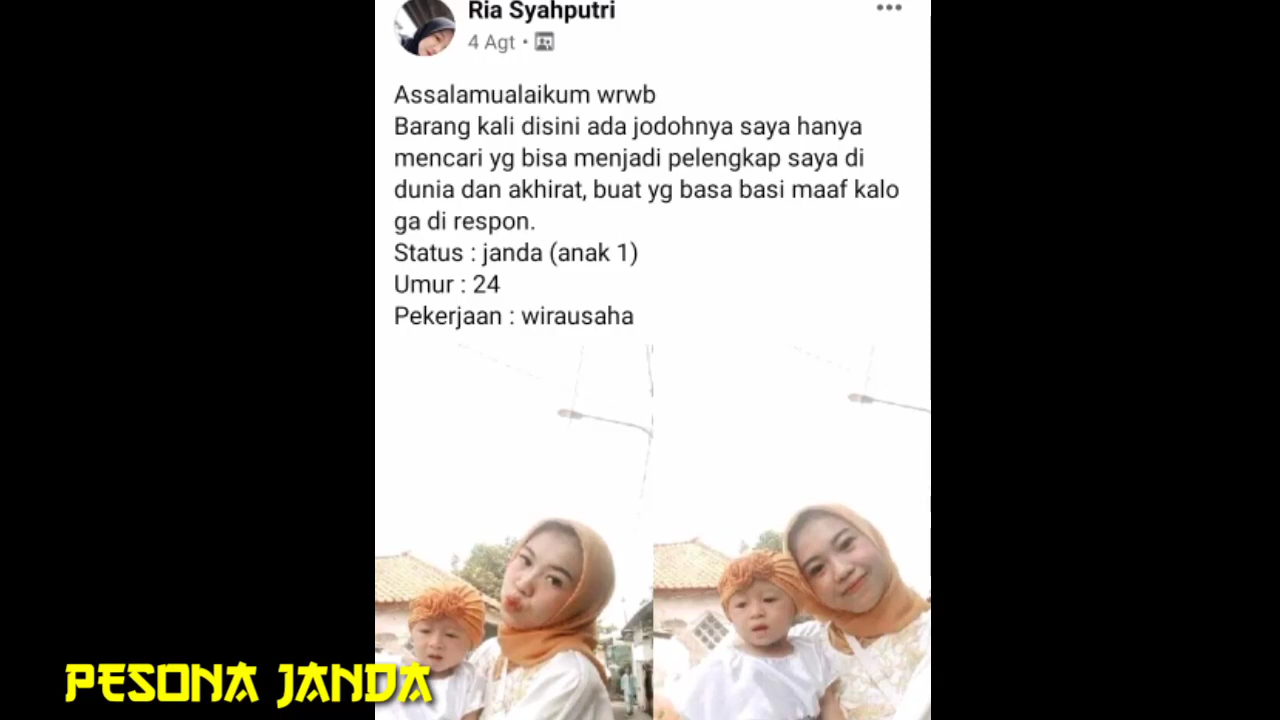 Ria Syahputri
4 Agt •
Assalamualaikum wrwb
Barang kali disini ada jodohnya saya hanya
mencari yg bisa menjadi pelengkap saya di
dunia dan akhirat, buat yg basa basi maaf kalo
ga di respon.
Status : janda (anak 1)
Umur : 24
Pekerjaan : wirausaha
PESONA JANDA